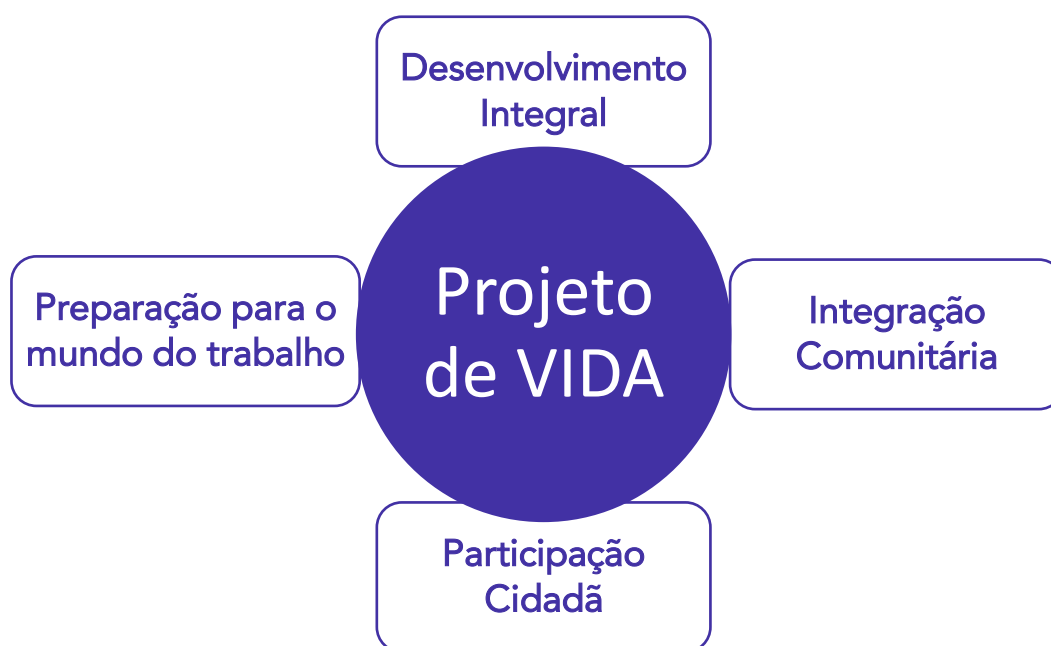 Desenvolvimento
Integral
Preparação para o
mundo do trabalho
Projeto
de VIDA
Integração
Comunitária
Participação
Cidadã